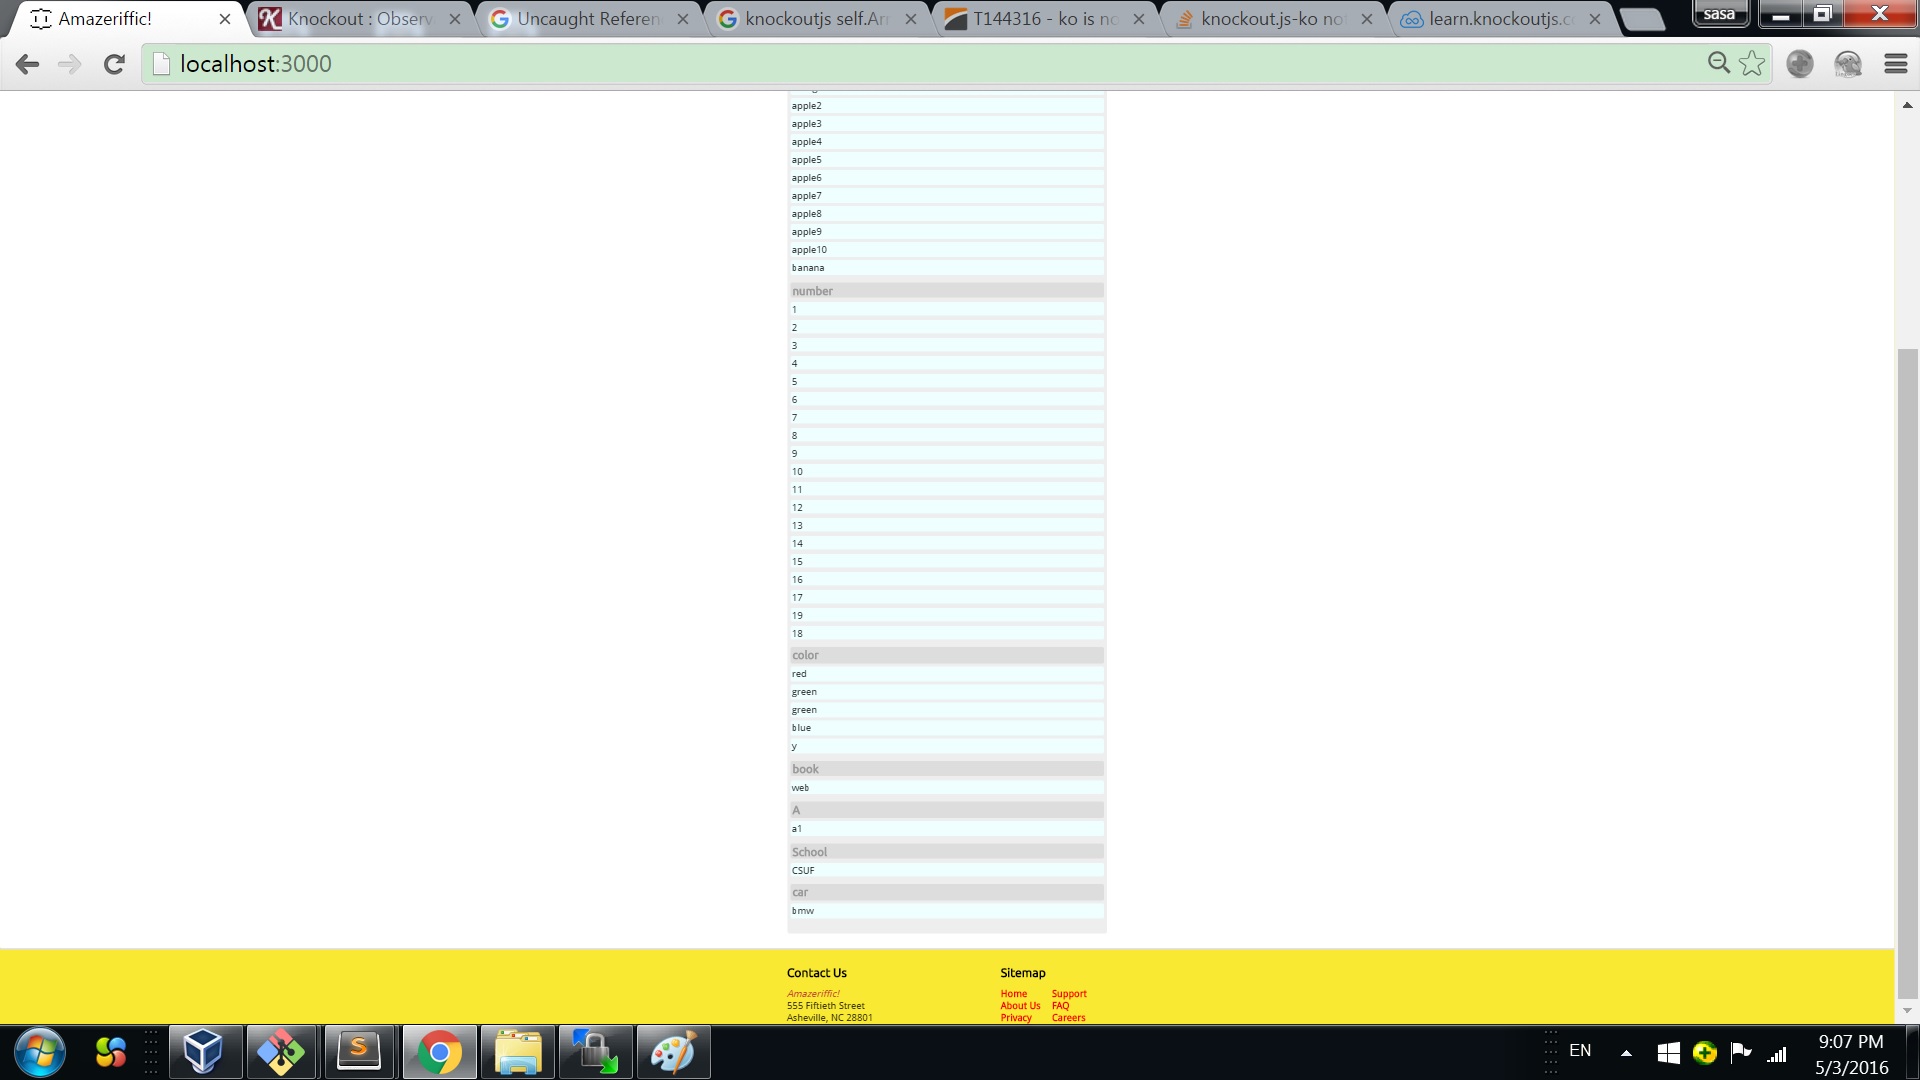 Amazeriffic!
Knockout : Observ
Uncaught Referen
knockoutjs self.Arr
T144316 - ko is no
knockout.js-ko not
learn.knockoutjs.c
sasa
localhost:3000
apple2
apple3
apple4
apple5
apple6
apple7
apple8
apple9
apple10
banana
number
1
2
3
4
5
6
7
8
9
10
11
12
13
14
15
16
17
19
18
color
red
green
green
blue
y
book
web
A
a1
School
CSUF
car
bmw
Contact Us
Amazeriffic!
555 Fiftieth Street
Asheville, NC 28801
Sitemap
Home Support
About Us FAQ
Privacy Careers
EN
9:07 PM
5/3/2016